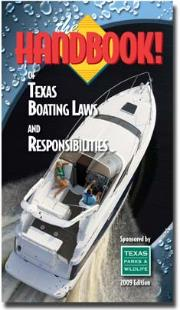 the
HANDBOOK!
OF
TEXAS
BOATING LAWS
AND
RESPONSIBILITIES
Sponsored by
TEXAS
PARKS &
WILDLIFE
2009 Edition